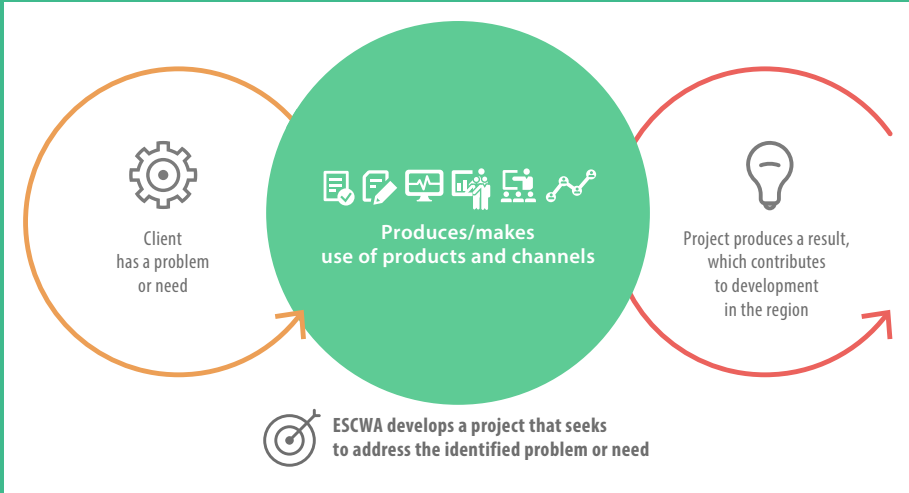 Client
has a problem
or need
Produces/makes
use of products and channels
Project produces a result,
which contributes
to development
in the region
ESCWA develops a project that seeks
to address the identified problem or need